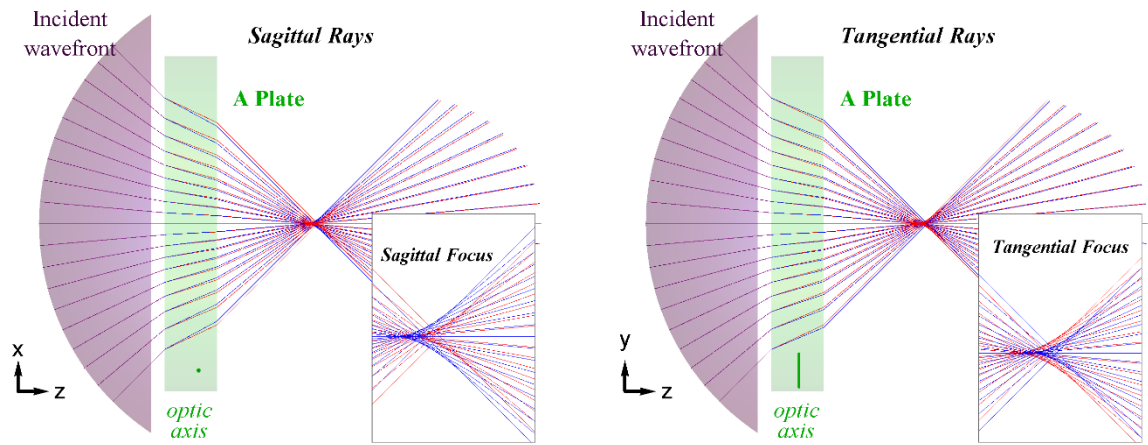 Incident
wavefront
Sagittal Rays
A Plate
Sagittal Focus
x
z
optic
axis
Incident
wavefront
Tangential Rays
A Plate
Tangential Focus
y
z
optic
axis